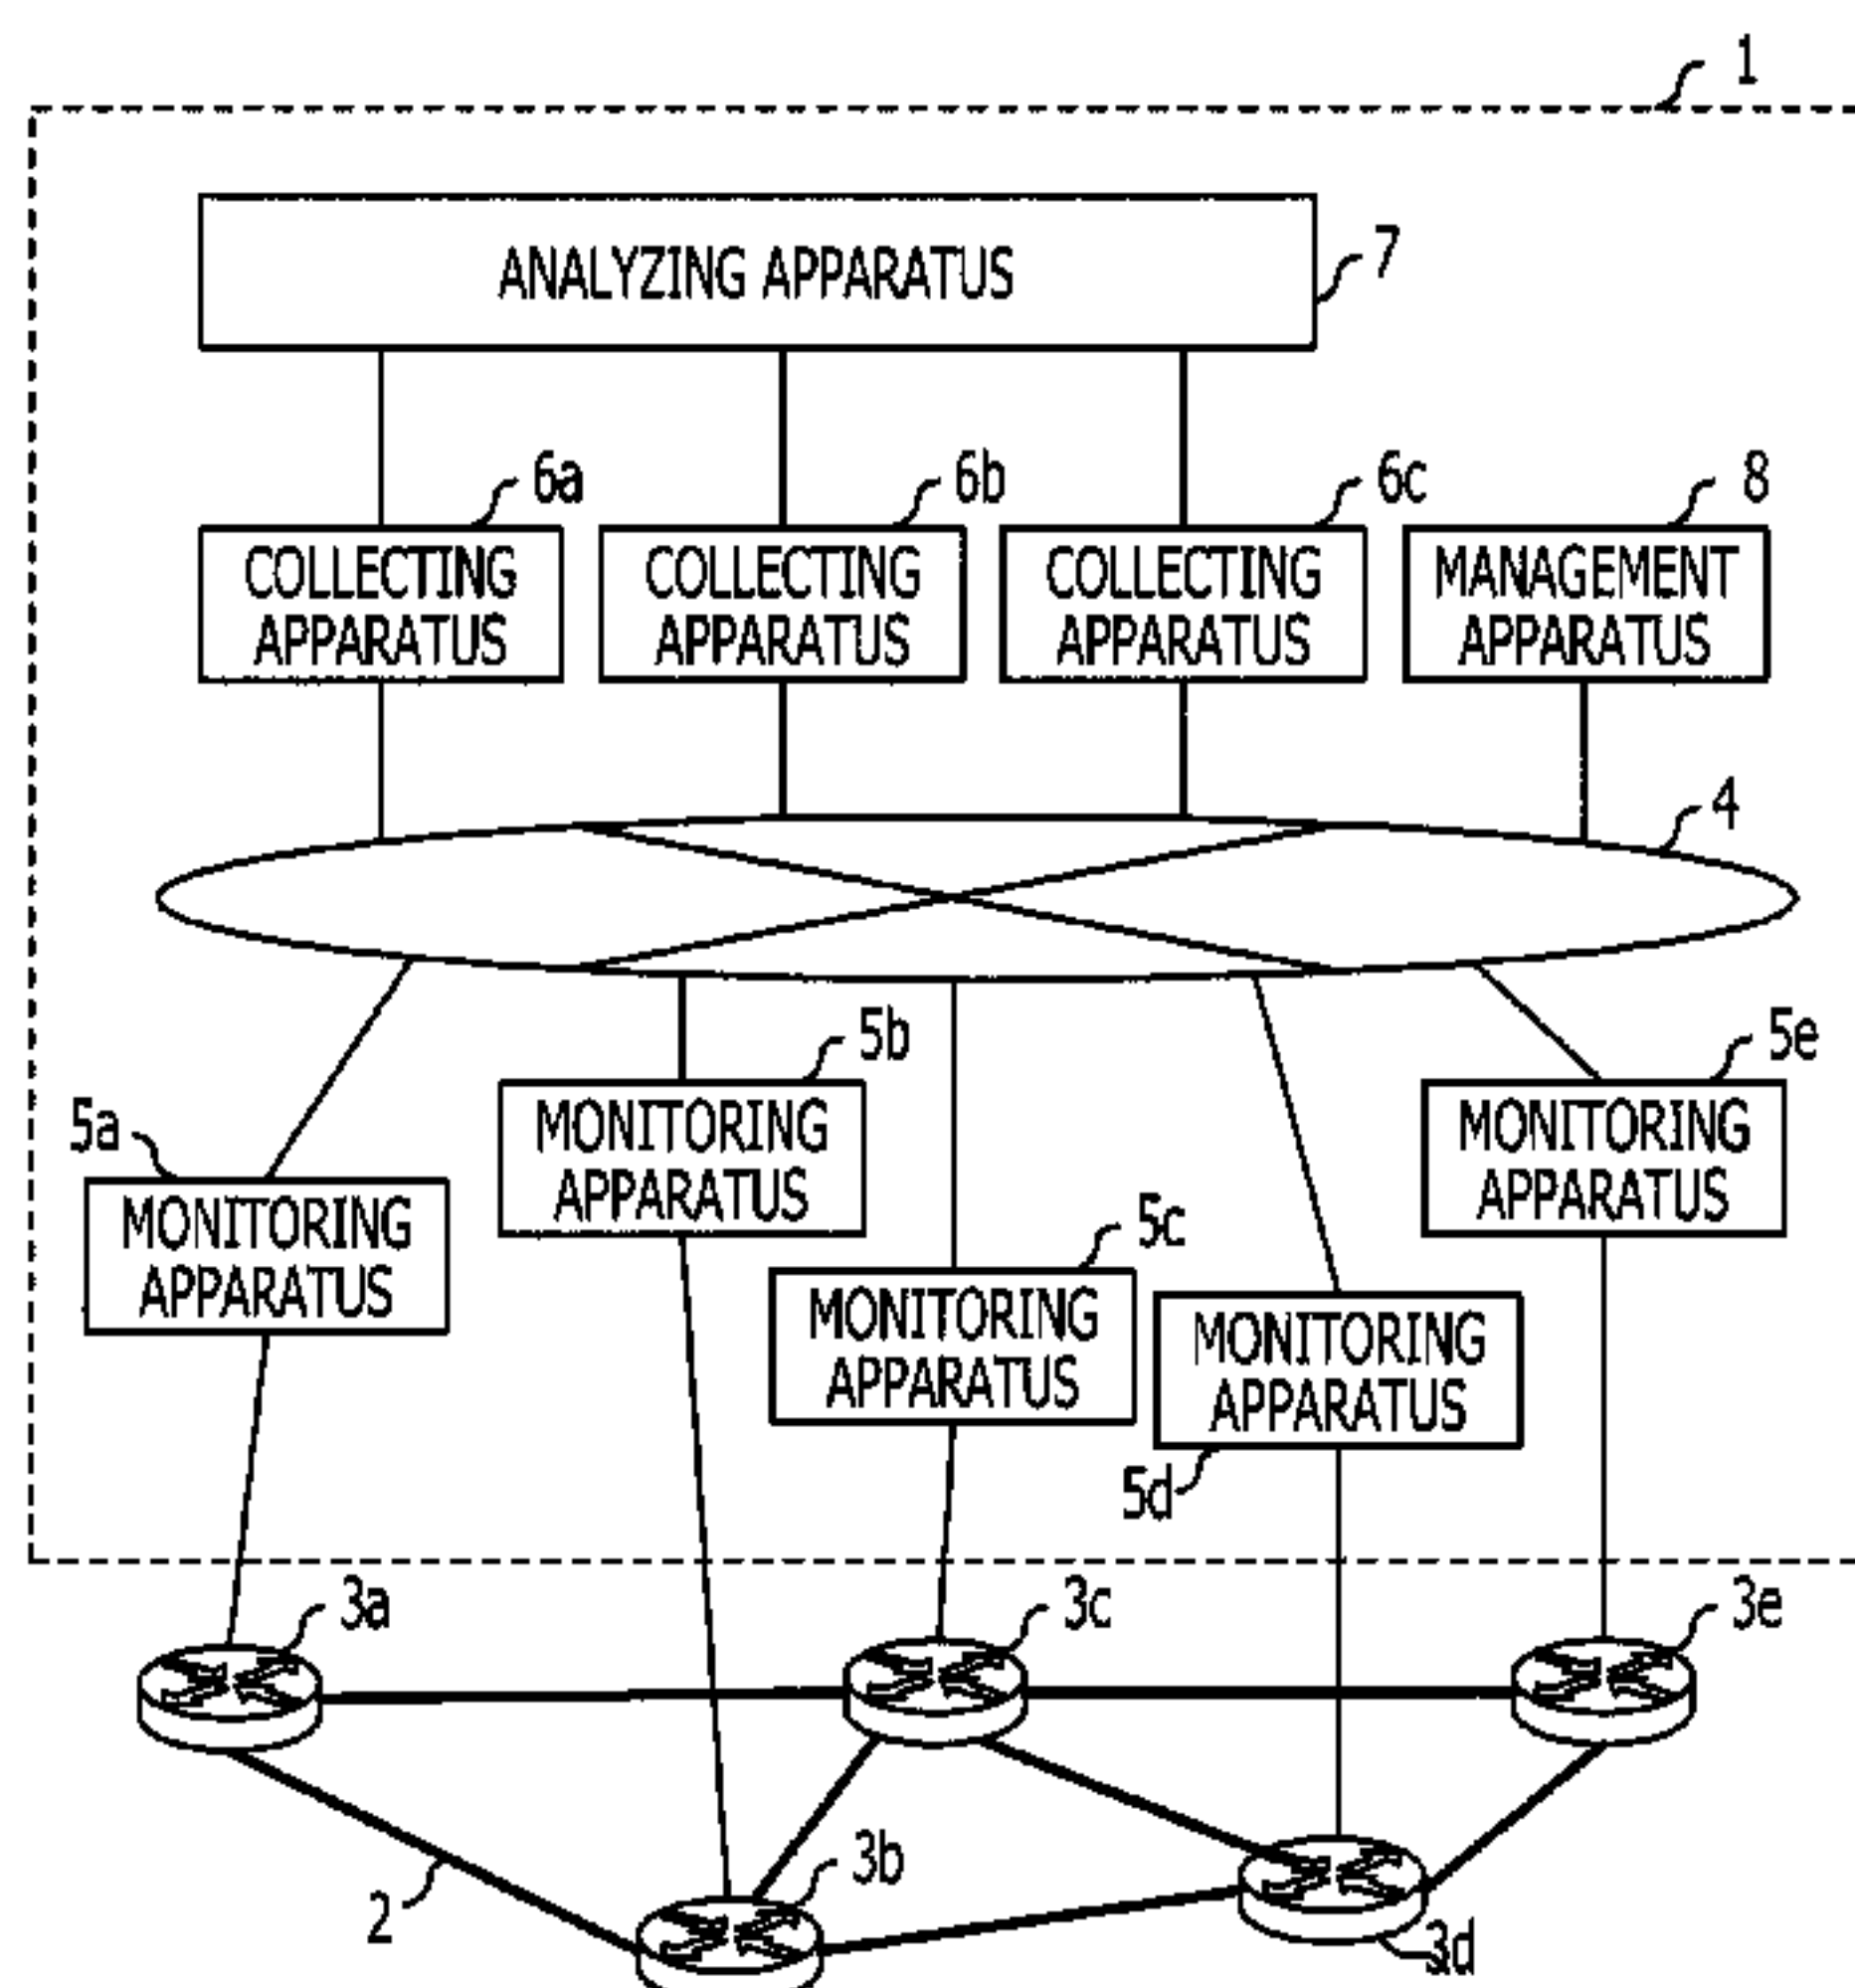 1
ANALYZING APPARATUS
7
6a
6b
6c
8
COLLECTING
APPARATUS
COLLECTING
APPARATUS
COLLECTING
APPARATUS
MANAGEMENT
APPARATUS
4
5b
5e
5a
MONITORING
APPARATUS
MONITORING
APPARATUS
MONITORING
APPARATUS
5c
MONITORING
APPARATUS
MONITORING
APPARATUS
5d
3a
3c
3e
3b
2
3d